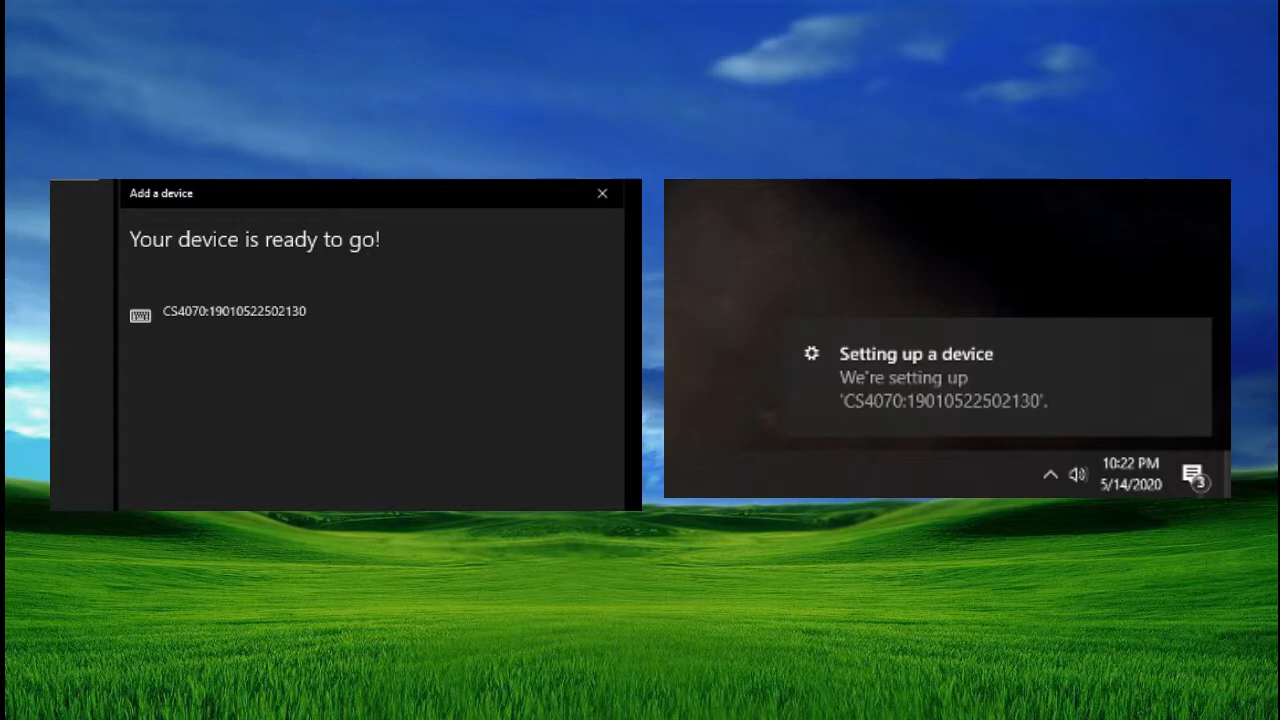 Add a device
Your device is ready to go!
CS4070:19010522502130
Setting up a device
We're setting up
'CS4070:19010522502130'.
10:22 PM
5/14/2020
3